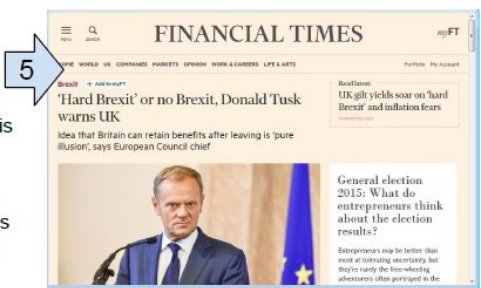 FINANCIAL TIMES
myFT
MENU
SEARCH
5
HOME WORLD UK COMPANIES MARKETS OPINION WORK & CAREERS LIFE & ARTS
Portfolio My Account
Brexit + Add to myFT
'Hard Brexit' or no Brexit, Donald Tusk
warns UK
Idea that Britain can retain benefits after leaving is 'pure
illusion', says European Council chief
Read latest
UK gilt yields soar on 'hard
Brexit' and inflation fears
is
s
General election
2015: What do
entrepreneurs think
about the election
results?
Entrepreneurs may be better than
most at tolerating uncertainty, but
they're rarely the free-wheeling
adventurers often portrayed in the